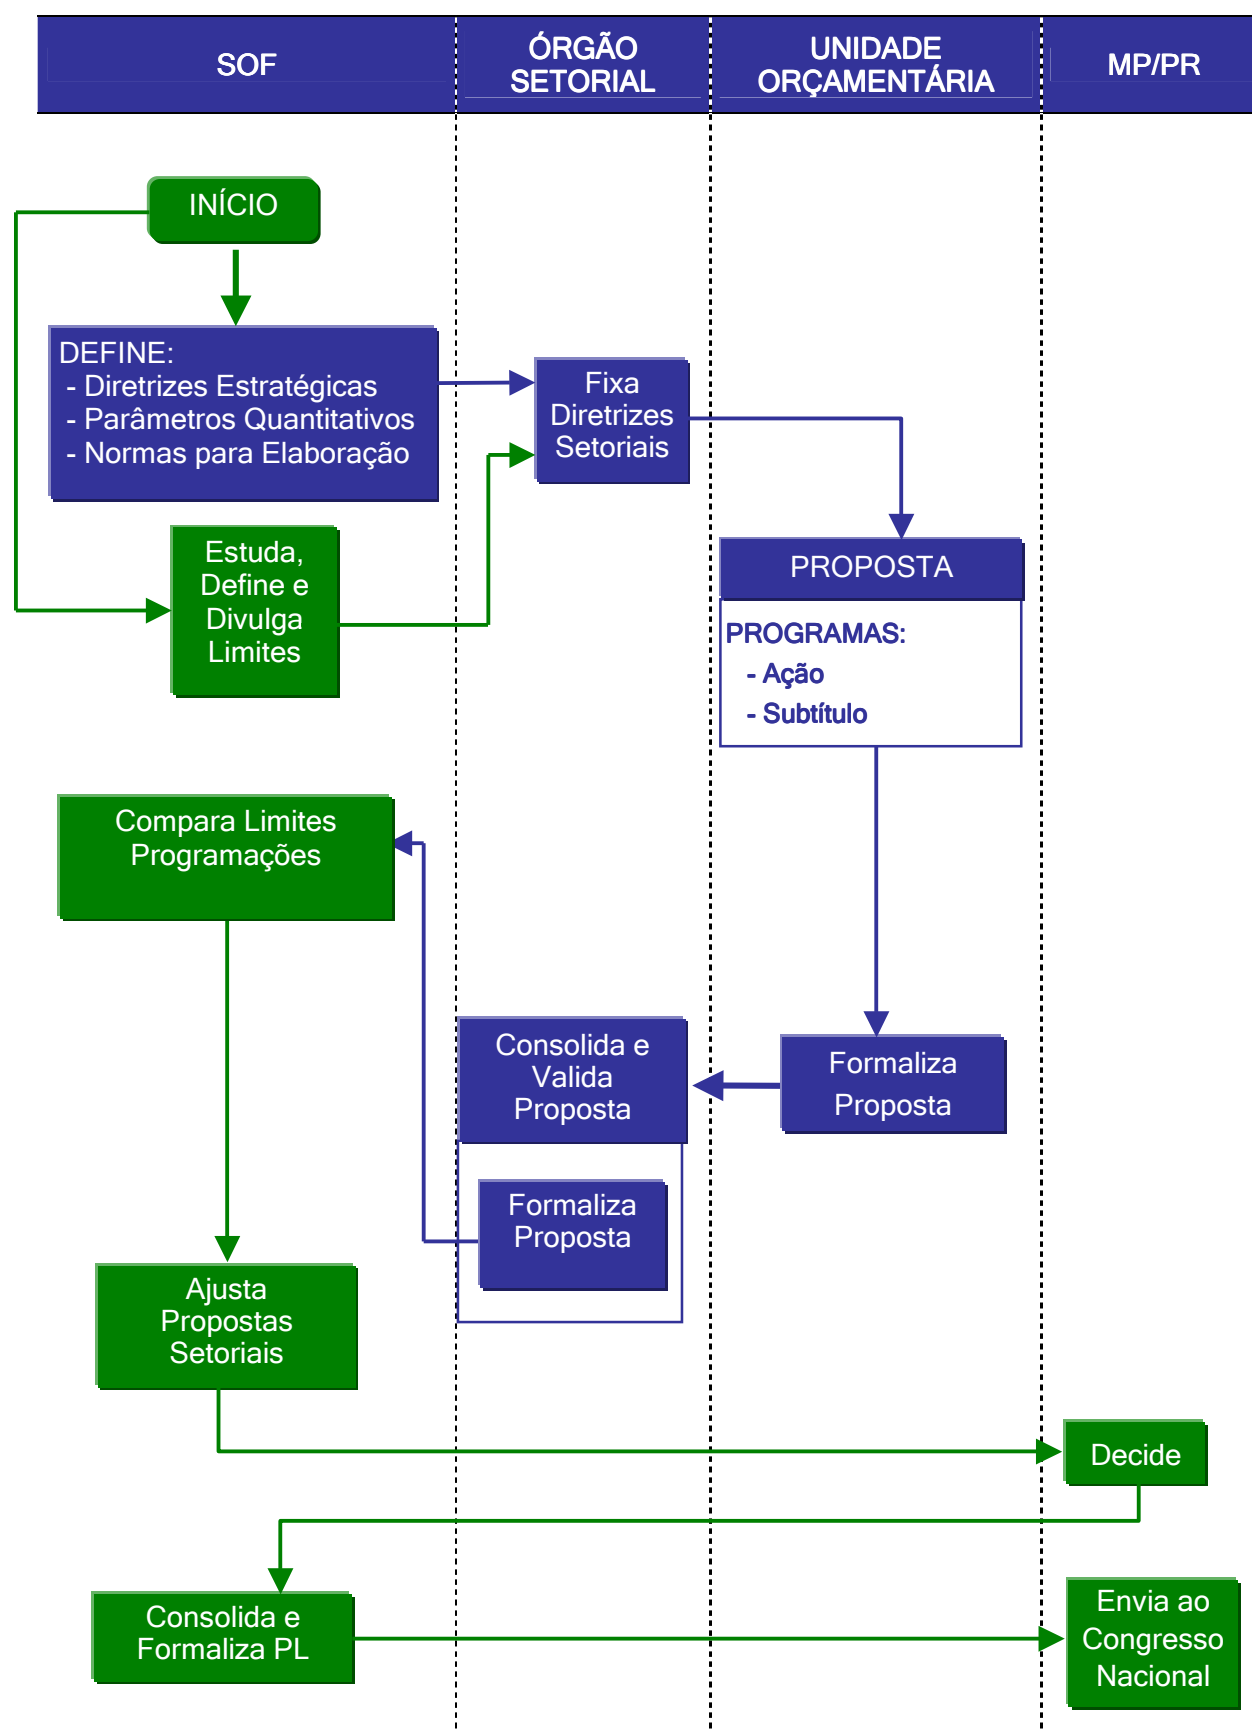 SOF
ÓRGÃO
SETORIAL
UNIDADE
ORÇAMENTÁRIA
MP/PR
INÍCIO
DEFINE:
- Diretrizes Estratégicas
- Parâmetros Quantitativos
- Normas para Elaboração
Fixa
Diretrizes
Setoriais
Estuda,
Define e
Divulga
Limites
PROPOSTA
PROGRAMAS:
- Ação
- Subtítulo
Compara Limites
Programações
Consolida e
Valida
Proposta
Formaliza
Proposta
Formaliza
Proposta
Ajusta
Propostas
Setoriais
Decide
Consolida e
Formaliza PL
Envia ao
Congresso
Nacional